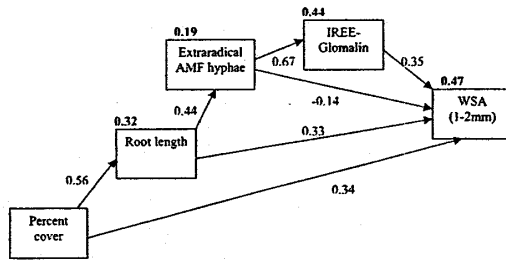 0.44
0.19
IREE-
Glomalin
Extraradical
AMF hyphae
0.67
0.35
0.47
WSA
(1-2mm)
-0.14
0.44
0.32
Root length
0.33
0.56
0.34
Percent
cover